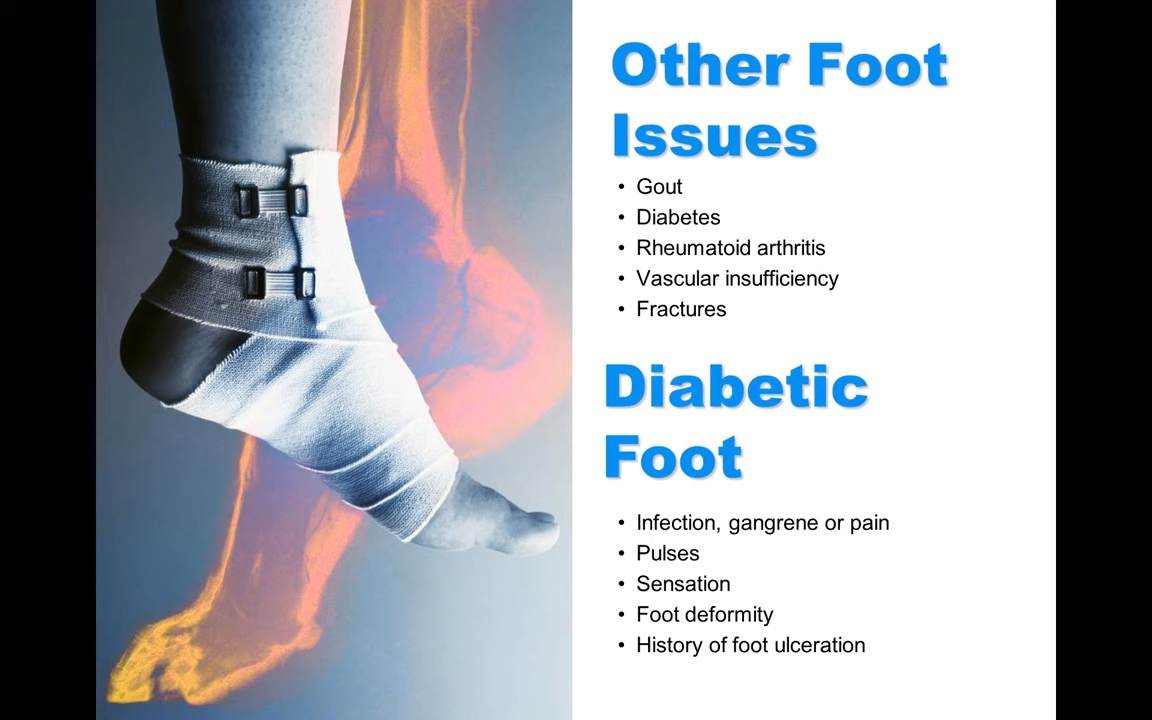 Other Foot
Issues
• Gout
• Diabetes
• Rheumatoid arthritis
• Vascular insufficiency
• Fractures
Diabetic
Foot
• Infection, gangrene or pain
• Pulses
• Sensation
• Foot deformity
• History of foot ulceration